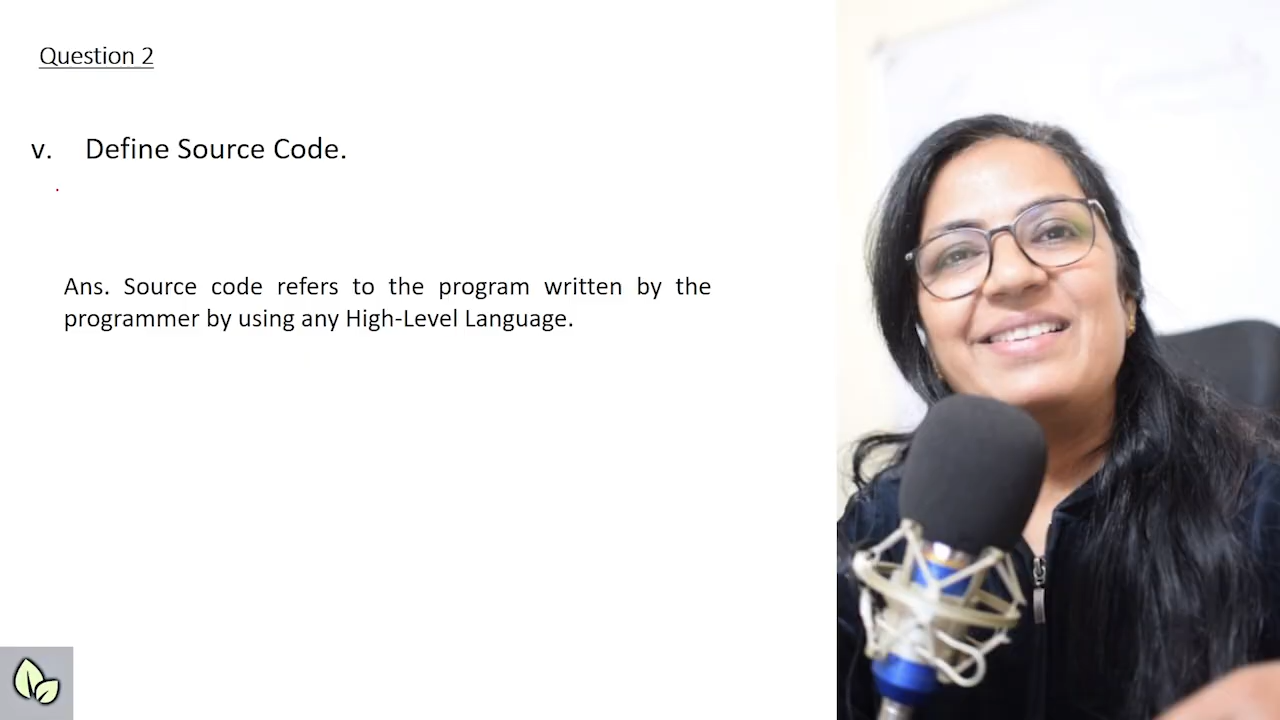 Question 2
v. Define Source Code.
Ans. Source code refers to the program written by the
programmer by using any High-Level Language.